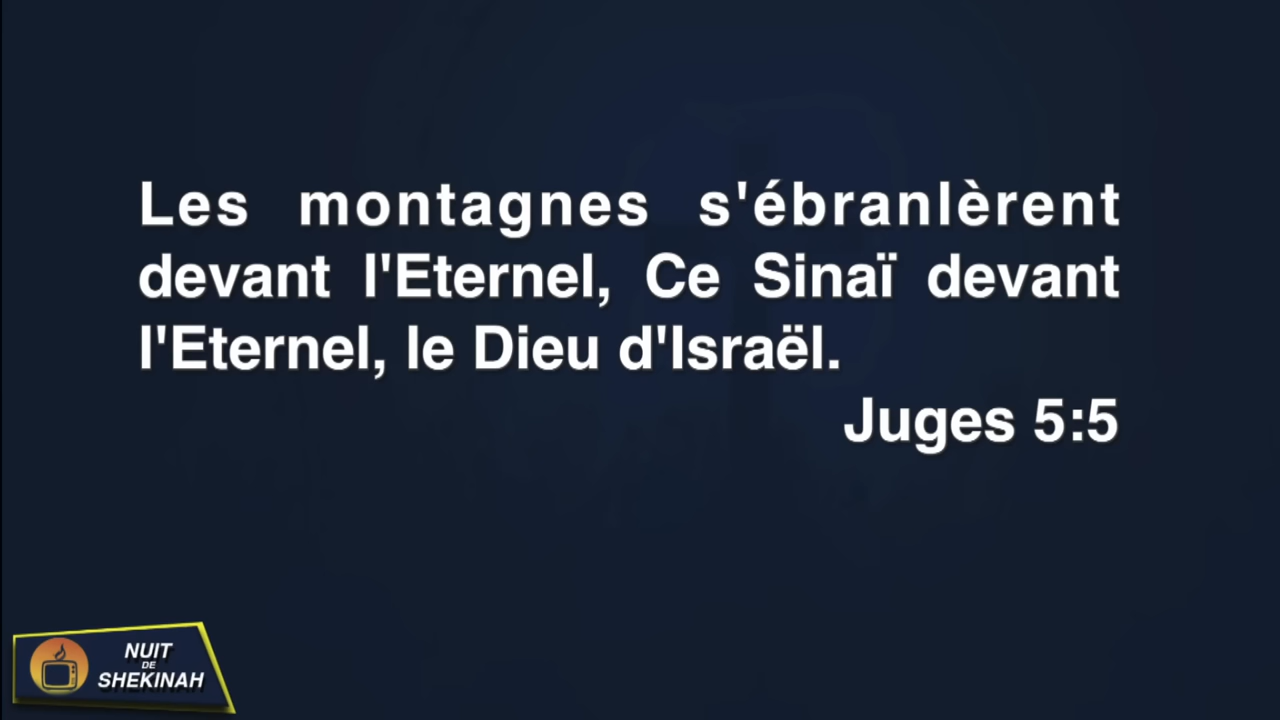 Les montagnes s'ébranlèrent
devant l'Eternel, Ce Sinaï devant
l'Eternel, le Dieu d'Israël.
Juges 5:5
NUIT
DE
SHEKINAH